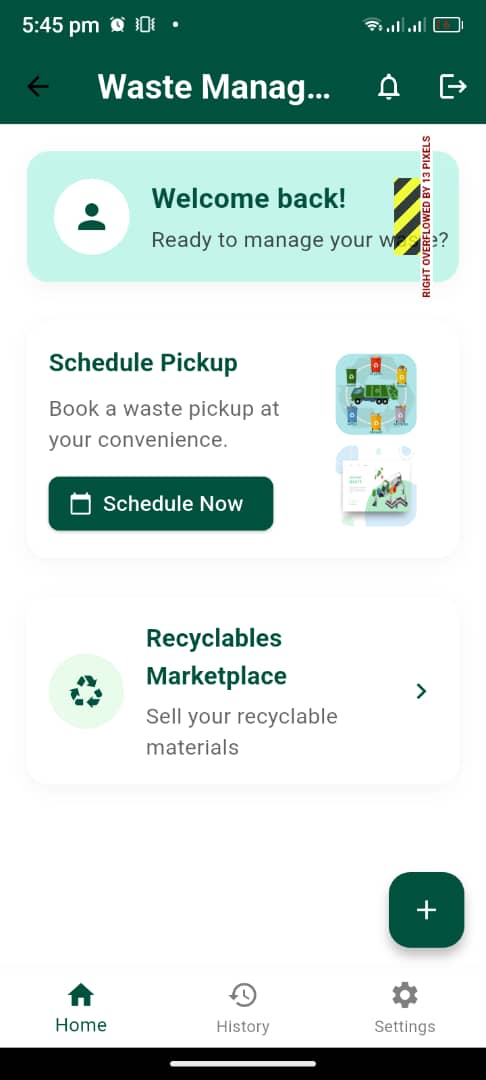 5:45 pm
Waste Manag...
Welcome back!
Ready to manage your waste?
RIGHT OVERFLOWED BY 13 PIXELS
Schedule Pickup
Book a waste pickup at
your convenience.
Schedule Now
Recyclables
Marketplace
Sell your recyclable
materials
Home
History
Settings